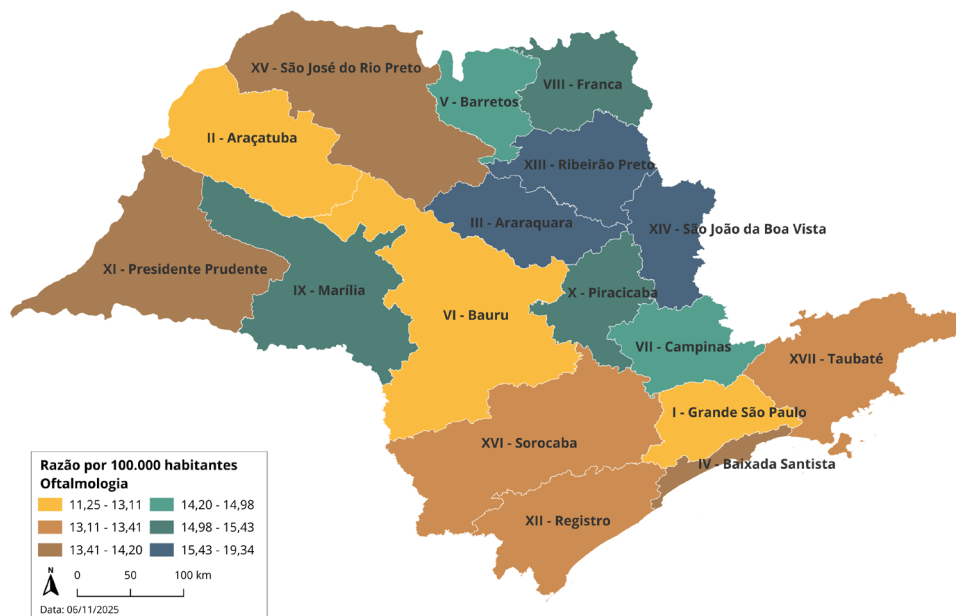 XV - São José do Rio Preto
VIII - Franca
V - Barretos
II - Araçatuba
XIII - Ribeirão Preto
III - Araraquara
XIV - São João da Boa Vista
XI - Presidente Prudente
IX - Marília
X - Piracicaba
VI - Bauru
VII - Campinas
XVII - Taubaté
I - Grande São Paulo
XVI - Sorocaba
IV - Baixada Santista
XII - Registro
Razão por 100.000 habitantes
Oftalmologia
11,25 - 13,11
14,20 - 14,98
13,11 - 13,41
14,98 - 15,43
13,41 - 14,20
15,43 - 19,34
N
0 50 100 km
Data: 06/11/2025